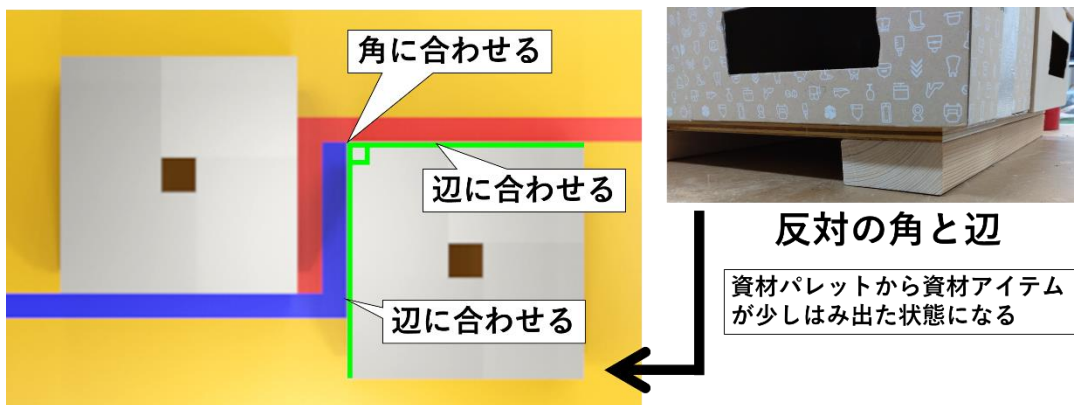 角に合わせる
辺に合わせる
辺に合わせる
反対の角と辺
資材パレットから資材アイテム
が少しはみ出た状態になる